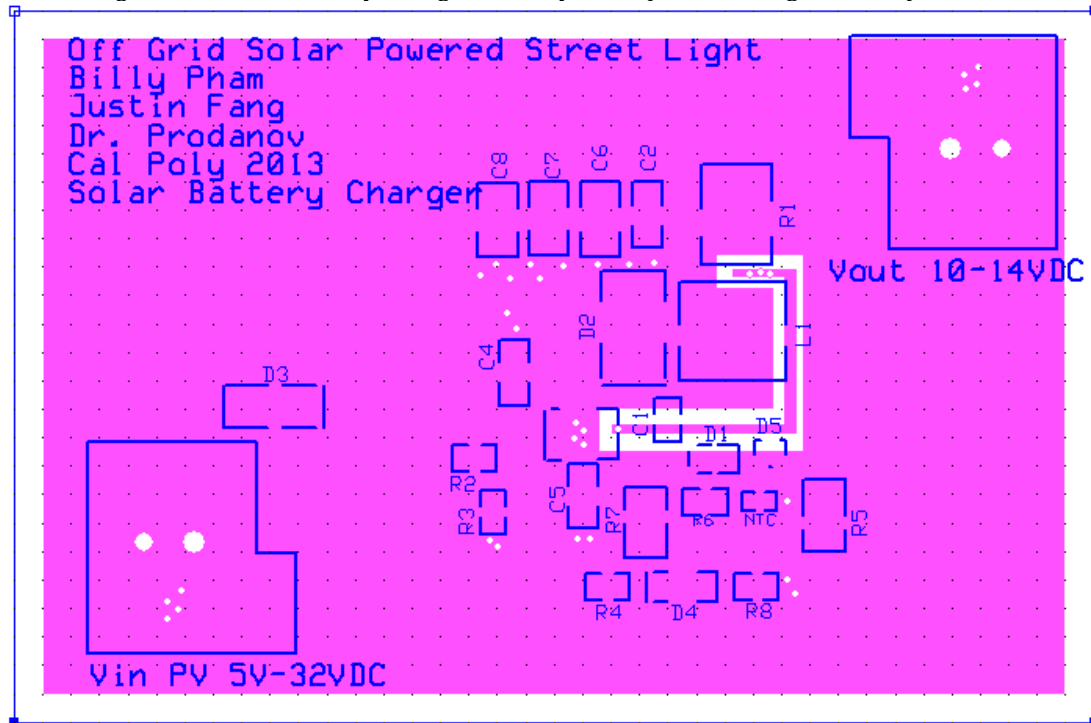 Off Grid Solar Powered Street Light
Billy Pham
Justin Fang
Dr. Prodanov
Cal Poly 2013
Solar Battery Charger
C8
C7
C6
C2
R1
Vout 10-14VDC
D2
L1
C4
D3
C1
D1
D5
R2
R3
C5
R7
R6
NTC
R5
R4
D4
R8
Vin PV 5V-32VDC